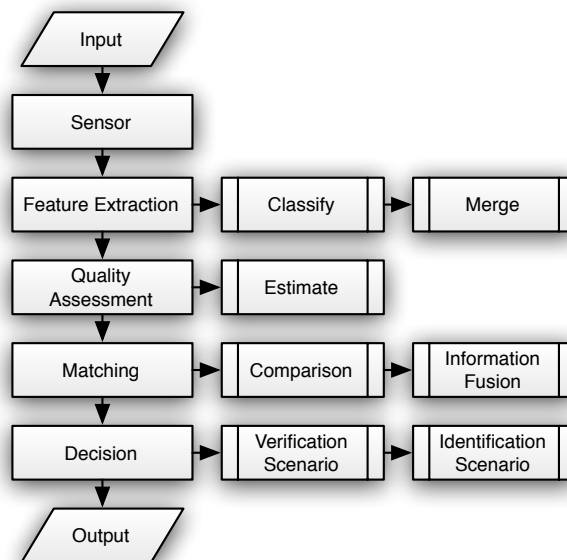 Input
Sensor
Feature Extraction
Classify
Merge
Quality
Assessment
Estimate
Matching
Comparison
Information
Fusion
Decision
Verification
Scenario
Identification
Scenario
Output